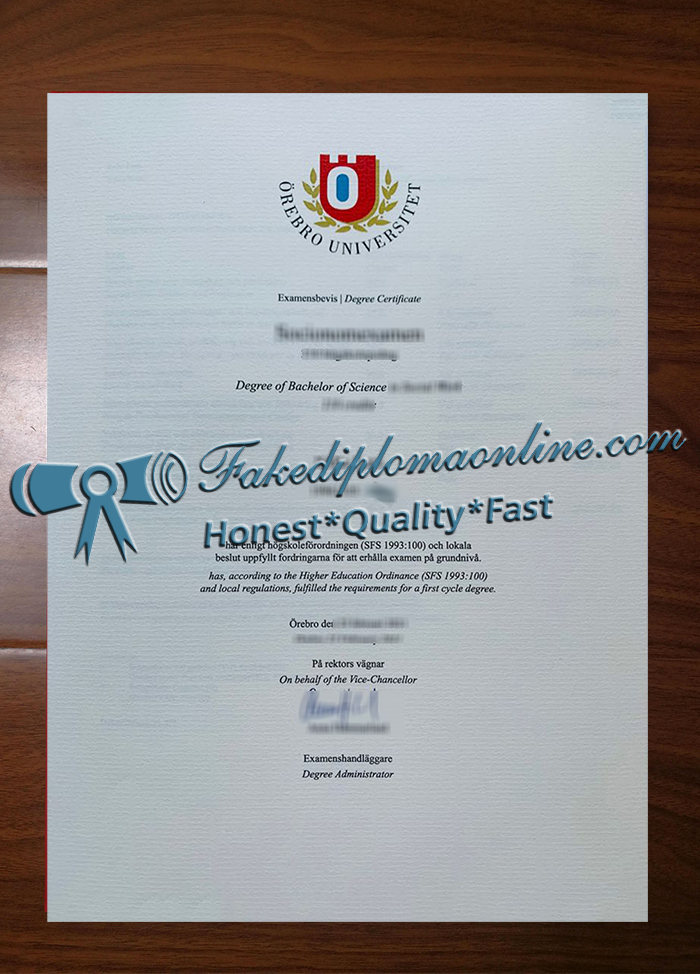 ÖREBRO UNIVERSITET
Examensbevis | Degree Certificate
Socionomexamen
Degree of Bachelor of Science
Fakediplomaonline.com
Honest*Quality*Fast
har enligt högskoleförordningen (SFS 1993:100) och lokala
beslut uppfyllt fordringarna för att erhålla examen på grundnivå.
has, according to the Higher Education Ordinance (SFS 1993:100)
and local regulations, fulfilled the requirements for a first cycle degree.
Örebro den
På rektors vägnar
On behalf of the Vice-Chancellor
Examenshandläggare
Degree Administrator